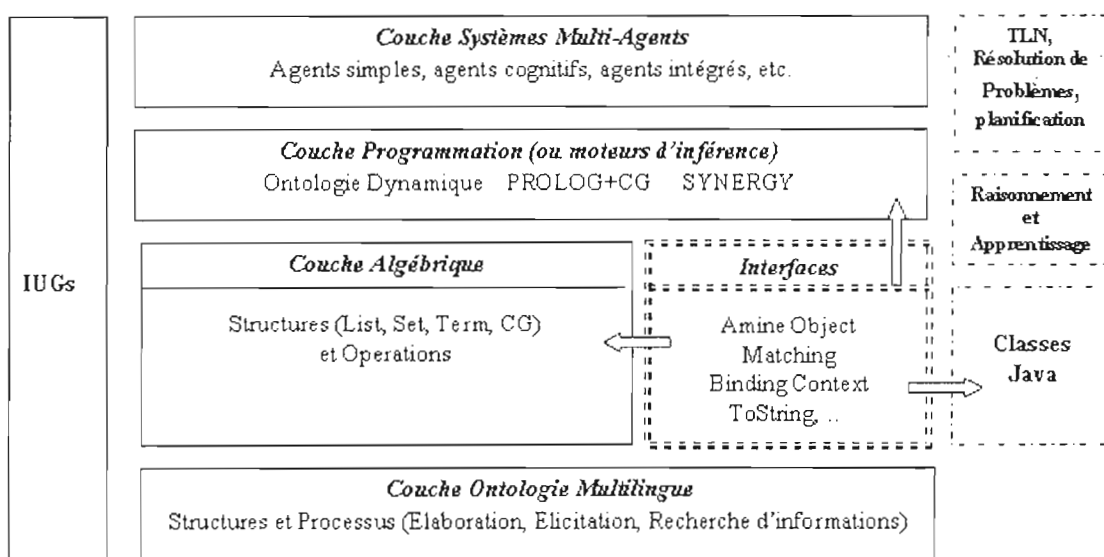 IUGs
Couche Systèmes Multi-Agents
Agents simples, agents cognitifs, agents intégrés, etc.
Couche Programmation (ou moteurs d'inférence)
Ontologie Dynamique PROLOG+CG SYNERGY
Couche Algébrique
Structures (List, Set, Term, CG)
et Operations
Interfaces
Amine Object
Matching
Binding Context
ToString, ..
Couche Ontologie Multilingue
Structures et Processus (Elaboration, Elicitation, Recherche d'informations)
TLN,
Résolution de
Problèmes,
planification
Raisonnement
et
Apprentissage
Classes
Java